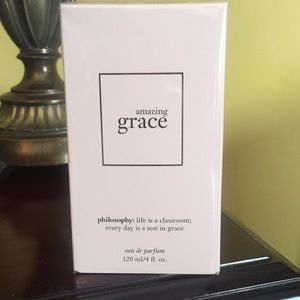 amazing
grace
philosophy: life is a classroom;
every day is a test in grace
eau de parfum
120 ml/4 fl. oz.